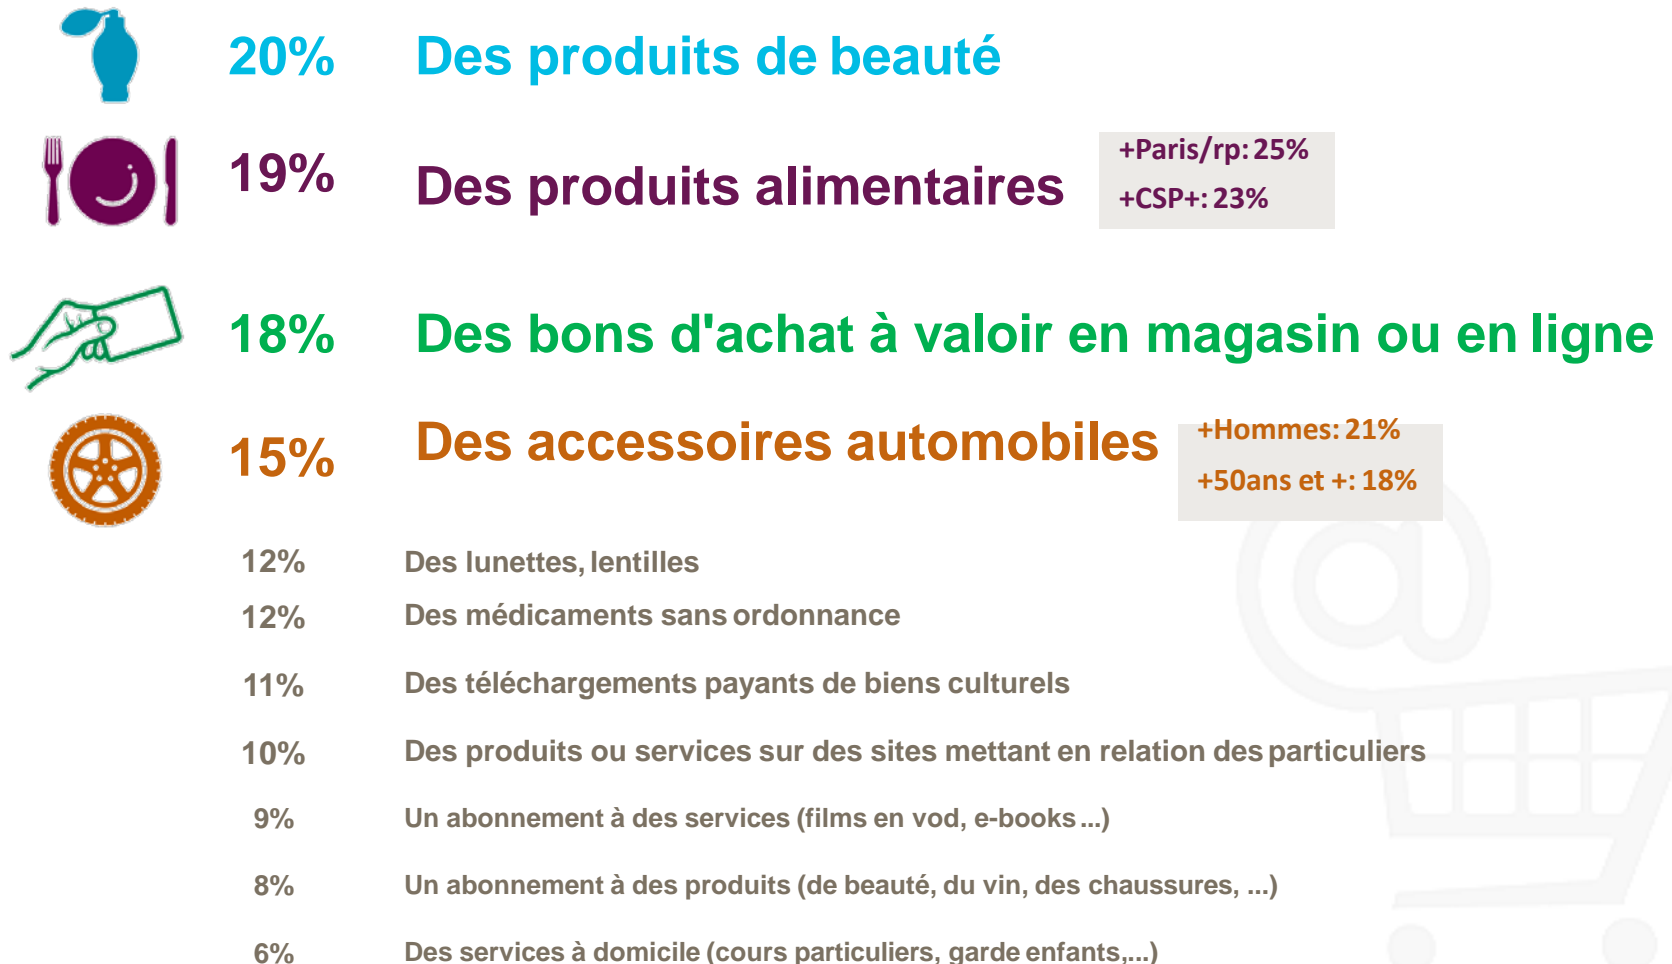 20% Des produits de beauté
19% Des produits alimentaires
+Paris/rp: 25%
+CSP+: 23%
18% Des bons d'achat à valoir en magasin ou en ligne
15% Des accessoires automobiles
+Hommes: 21%
+50ans et +: 18%
12% Des lunettes, lentilles
12% Des médicaments sans ordonnance
11% Des téléchargements payants de biens culturels
10% Des produits ou services sur des sites mettant en relation des particuliers
9% Un abonnement à des services (films en vod, e-books ...)
8% Un abonnement à des produits (de beauté, du vin, des chaussures, ...)
6% Des services à domicile (cours particuliers, garde enfants,...)